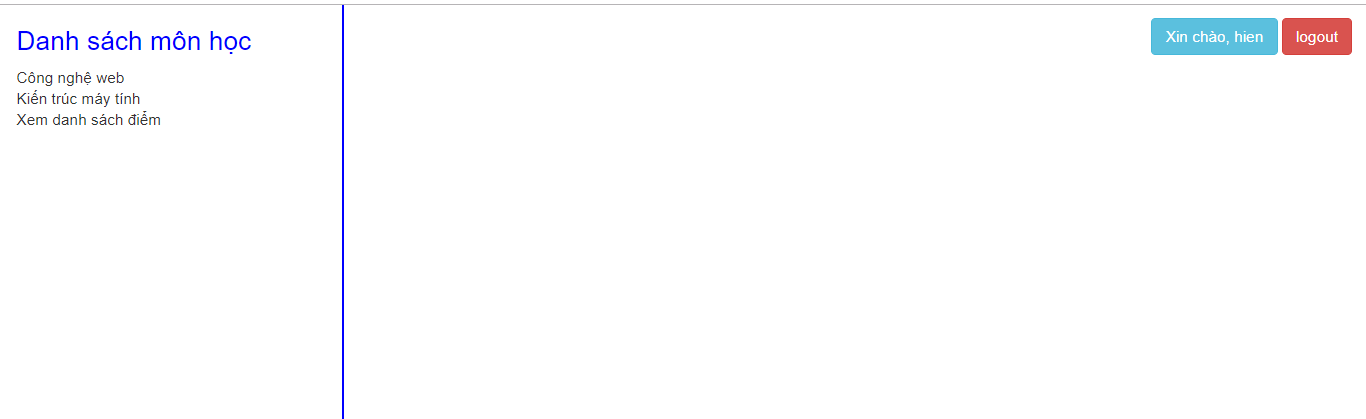 Danh sách môn học
Công nghệ web
Kiến trúc máy tính
Xem danh sách điểm
Xin chào, hien
logout